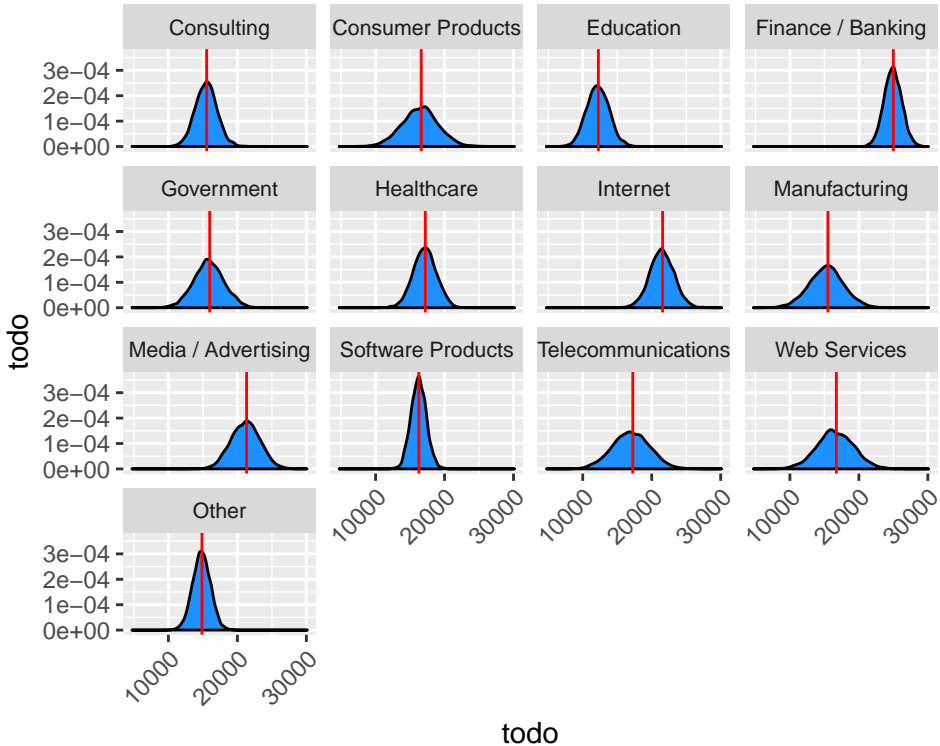 Consulting
Consumer Products
Education
Finance / Banking
3e−04
2e−04
1e−04
0e+00
Government
Healthcare
Internet
Manufacturing
3e−04
2e−04
1e−04
0e+00
todo
Media / Advertising
Software Products
Telecommunications
Web Services
3e−04
2e−04
1e−04
0e+00
10000
20000
30000
10000
20000
30000
10000
20000
30000
Other
3e−04
2e−04
1e−04
0e+00
10000
20000
30000
todo